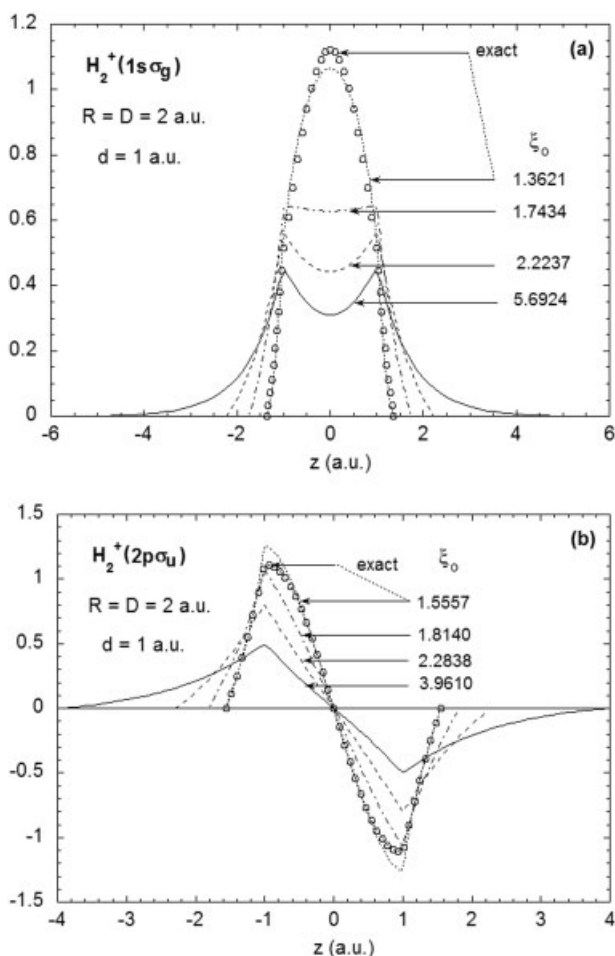 1.2
1.1
1
0.8
0.6
0.4
0.2
0
-6
-4
-2
0
2
4
6
z (a.u.)
H₂⁺(1sσg)
R = D = 2 a.u.
d = 1 a.u.
(a)
exact
ξo
1.3621
1.7434
2.2237
5.6924
1.5
1
0.5
0
-0.5
-1
-1.5
-4
-3
-2
-1
0
1
2
3
4
z (a.u.)
H₂⁺(2pσu)
R = D = 2 a.u.
d = 1 a.u.
(b)
exact
ξo
1.5557
1.8140
2.2838
3.9610